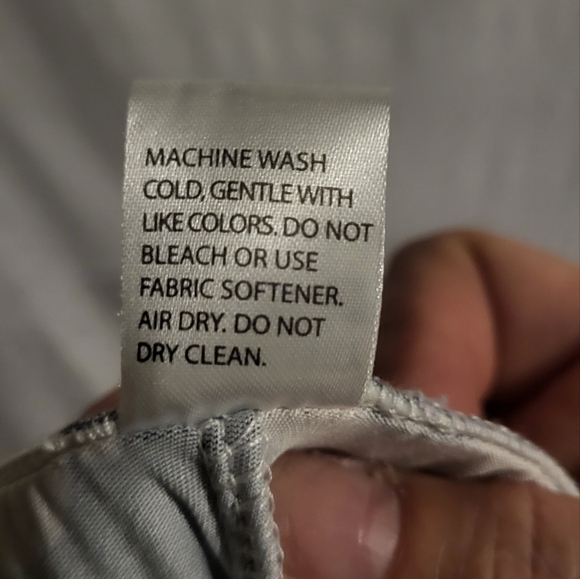 MACHINE WASH
COLD, GENTLE WITH
LIKE COLORS. DO NOT
BLEACH OR USE
FABRIC SOFTENER.
AIR DRY. DO NOT
DRY CLEAN.